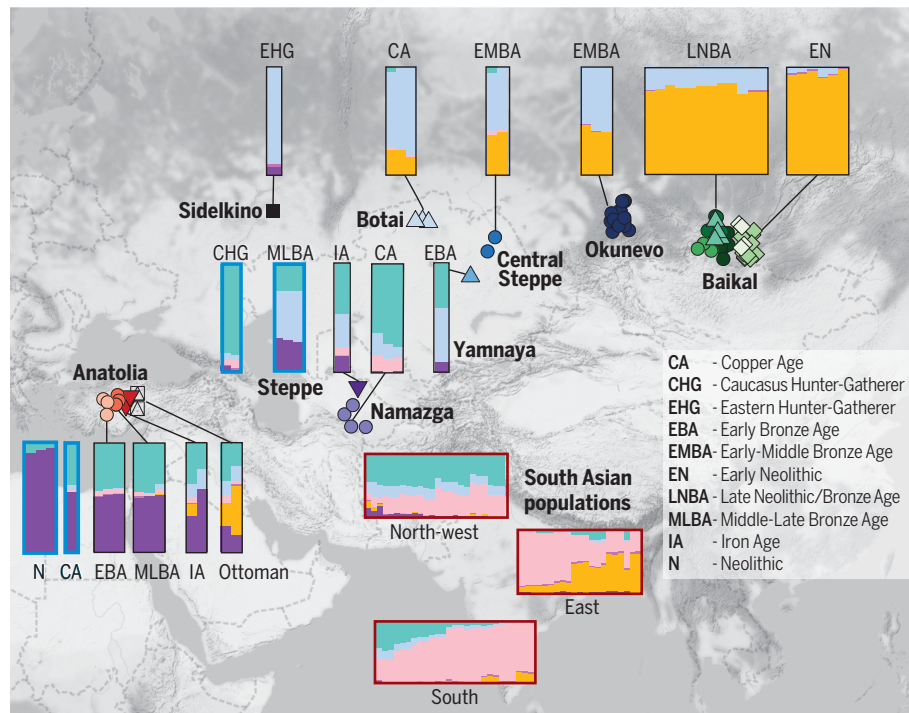 EHG
CA
EMBA
EMBA
LNBA
EN
Sidelkino
Botai
Central
Steppe
Okunevo
Baikal
CHG
MLBA
IA
CA
EBA
Yamnaya
Steppe
Namazga
Anatolia
N
CA
EBA
MLBA
IA
Ottoman
South Asian
populations
North-west
East
South
CA - Copper Age
CHG - Caucasus Hunter-Gatherer
EHG - Eastern Hunter-Gatherer
EBA - Early Bronze Age
EMBA - Early-Middle Bronze Age
EN - Early Neolithic
LNBA - Late Neolithic/Bronze Age
MLBA - Middle-Late Bronze Age
IA - Iron Age
N - Neolithic